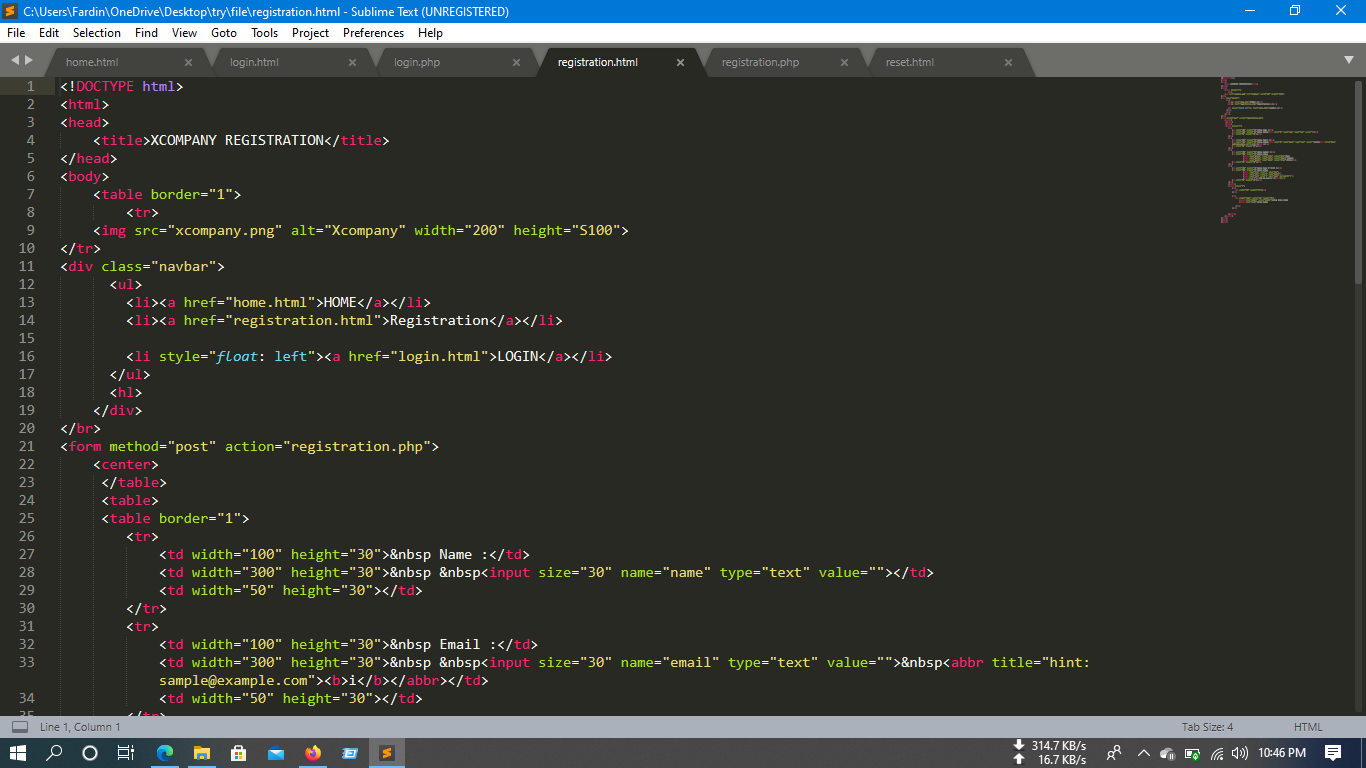 C:\Users\Fardin\OneDrive\Desktop\try\file\registration.html - Sublime Text (UNREGISTERED)
File Edit Selection Find View Goto Tools Project Preferences Help
home.html login.html login.php registration.html registration.php reset.html
1 <!DOCTYPE html>
2 <html>
3 <head>
4 <title>XCOMPANY REGISTRATION</title>
5 </head>
6 <body>
7 <table border="1">
8 <tr>
9 <img src="xcompany.png" alt="Xcompany" width="200" height="S100">
10 </tr>
11 <div class="navbar">
12 <ul>
13 <li><a href="home.html">HOME</a></li>
14 <li><a href="registration.html">Registration</a></li>
15
16 <li style="float: left"><a href="login.html">LOGIN</a></li>
17 </ul>
18 <hl>
19 </div>
20 </br>
21 <form method="post" action="registration.php">
22 <center>
23 </table>
24 <table>
25 <table border="1">
26 <tr>
27 <td width="100" height="30">&nbsp Name :</td>
28 <td width="300" height="30">&nbsp &nbsp<input size="30" name="name" type="text" value=""></td>
29 <td width="50" height="30"></td>
30 </tr>
31 <tr>
32 <td width="100" height="30">&nbsp Email :</td>
33 <td width="300" height="30">&nbsp &nbsp<input size="30" name="email" type="text" value="">&nbsp<abbr title="hint:
sample@example.com"><b>i</b></abbr></td>
34 <td width="50" height="30"></td>
35 </tr>
Line 1, Column 1 Tab Size: 4 HTML
314.7 KB/s
16.7 KB/s
10:46 PM